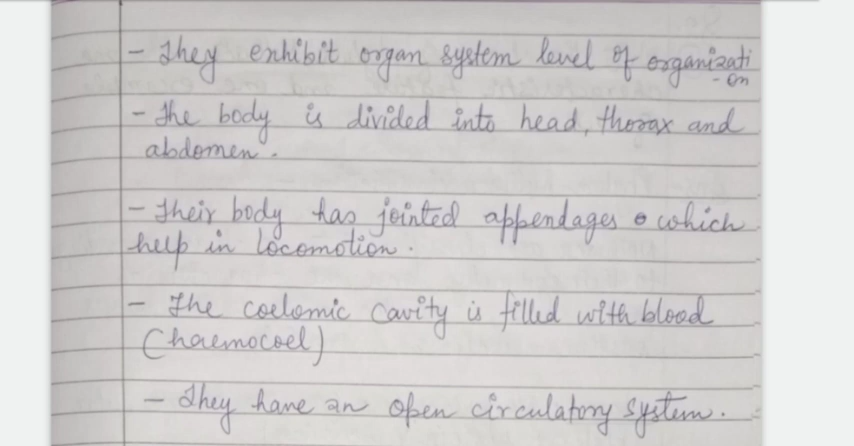 - They exhibit organ system level of organizati
- on
- The body is divided into head, thorax and
abdomen.
- Their body has jointed appendages which
help in locomotion.
- The coelomic cavity is filled with blood
(haemocoel)
- They have an open circulatory system.